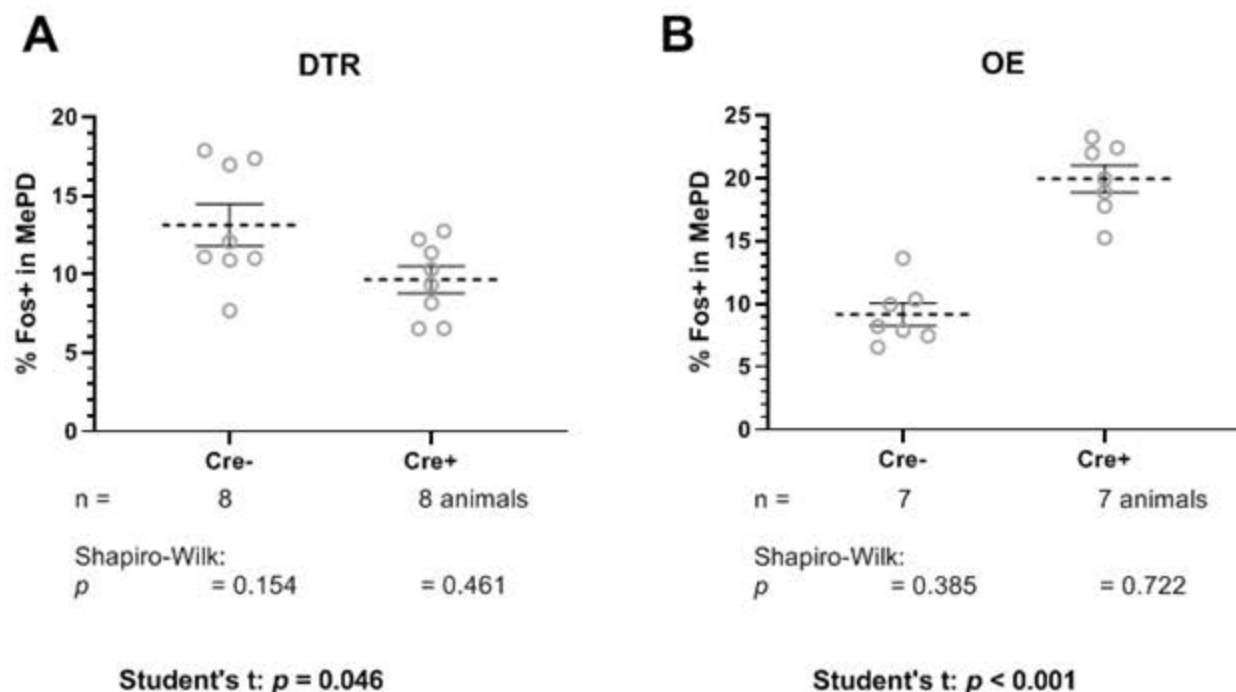 A
DTR
% Fos+ in MePD
20
15
10
5
0
Cre- Cre+
n = 8 8 animals
Shapiro-Wilk:
p = 0.154 = 0.461
Student's t: p = 0.046
B
OE
% Fos+ in MePD
25
20
15
10
5
0
Cre- Cre+
n = 7 7 animals
Shapiro-Wilk:
p = 0.385 = 0.722
Student's t: p < 0.001